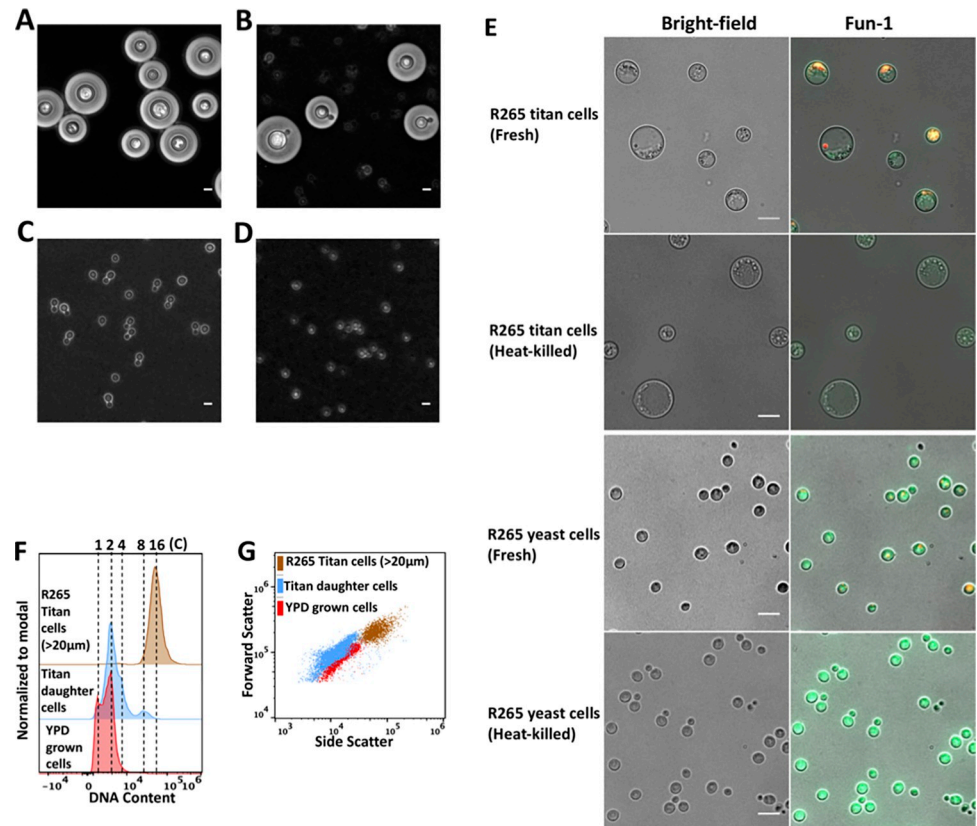 A
B
C
D
E
Bright-field
Fun-1
R265 titan cells
(Fresh)
R265 titan cells
(Heat-killed)
R265 yeast cells
(Fresh)
R265 yeast cells
(Heat-killed)
F
1 2 4 8 16 (C)
Normalized to modal
R265
Titan
cells
(>20μm)
Titan
daughter
cells
YPD
grown
cells
-10⁴ 0 10⁴ 10⁵ 10⁶
DNA Content
G
R265 Titan cells (>20μm)
Titan daughter cells
YPD grown cells
Forward Scatter
10⁶
10⁵
10⁴
10³ 10⁴ 10⁵ 10⁶
Side Scatter